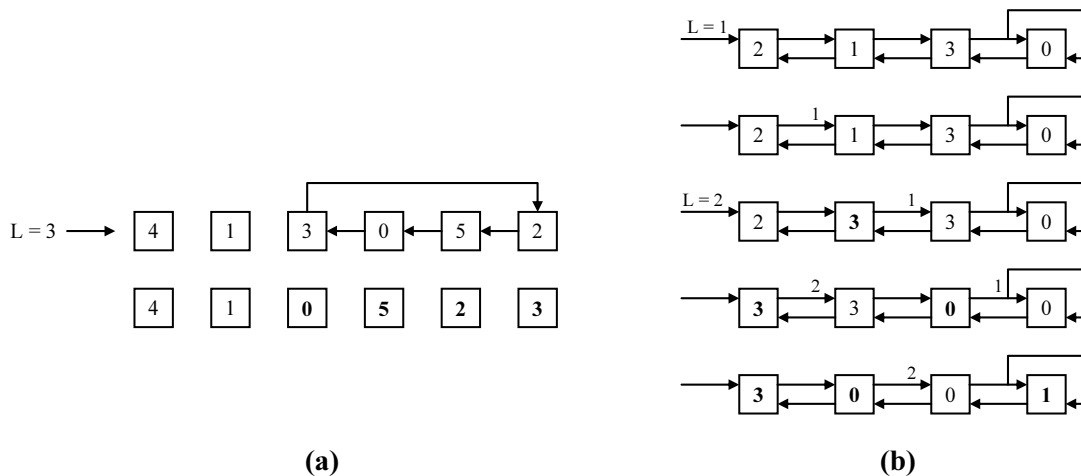 L = 3
4 1 3 0 5 2
4 1 0 5 2 3
(a)
L = 1
2 1 3 0
1
2 1 3 0
L = 2 1
2 3 3 0
2 1
3 3 0 0
2
3 0 0 1
(b)